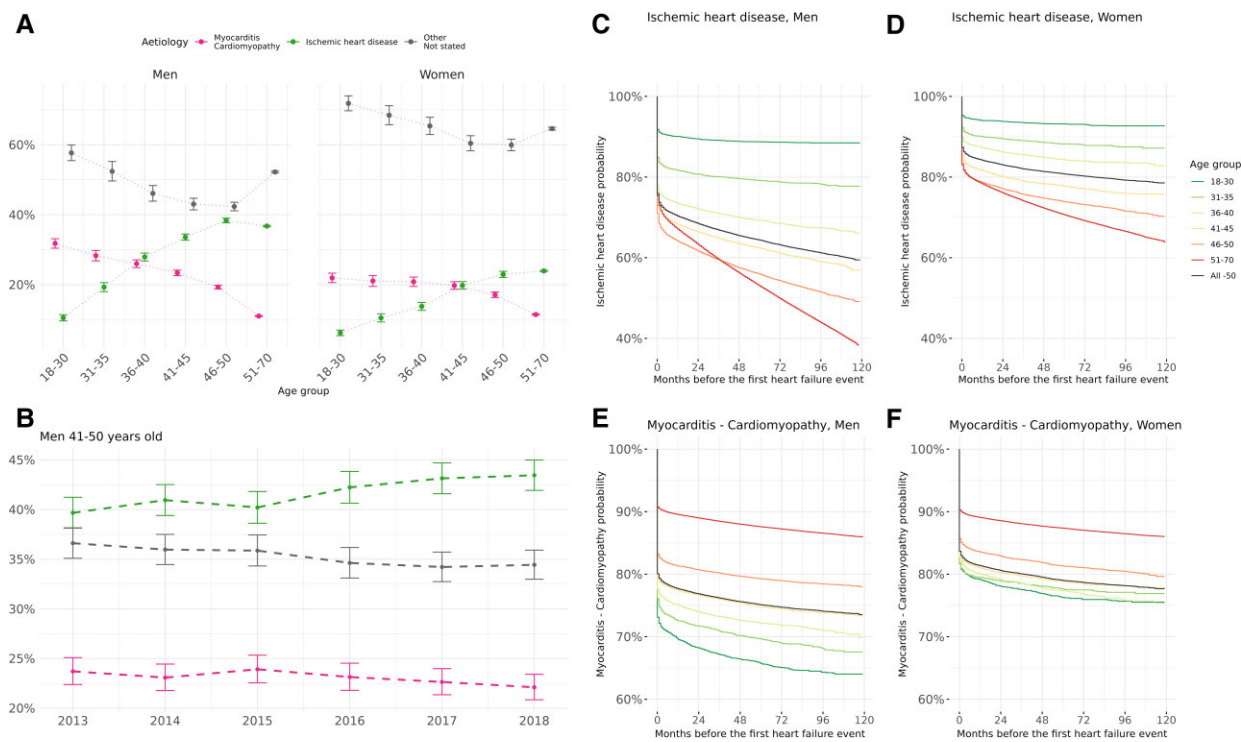 A
Aetiology
Myocarditis
Cardiomyopathy
Ischemic heart disease
Other
Not stated
Men
Women
60%
40%
20%
18-30
31-35
36-40
41-45
46-50
51-70
18-30
31-35
36-40
41-45
46-50
51-70
Age group
B
Men 41-50 years old
45%
40%
35%
30%
25%
20%
2013
2014
2015
2016
2017
2018
C
Ischemic heart disease, Men
Ischemic heart disease probability
100%
80%
60%
40%
0
24
48
72
96
120
Months before the first heart failure event
D
Ischemic heart disease, Women
Ischemic heart disease probability
100%
80%
60%
40%
0
24
48
72
96
120
Months before the first heart failure event
Age group
18-30
31-35
36-40
41-45
46-50
51-70
All -50
E
Myocarditis - Cardiomyopathy, Men
Myocarditis - Cardiomyopathy probability
100%
90%
80%
70%
60%
0
24
48
72
96
120
Months before the first heart failure event
F
Myocarditis - Cardiomyopathy, Women
Myocarditis - Cardiomyopathy probability
100%
90%
80%
70%
60%
0
24
48
72
96
120
Months before the first heart failure event